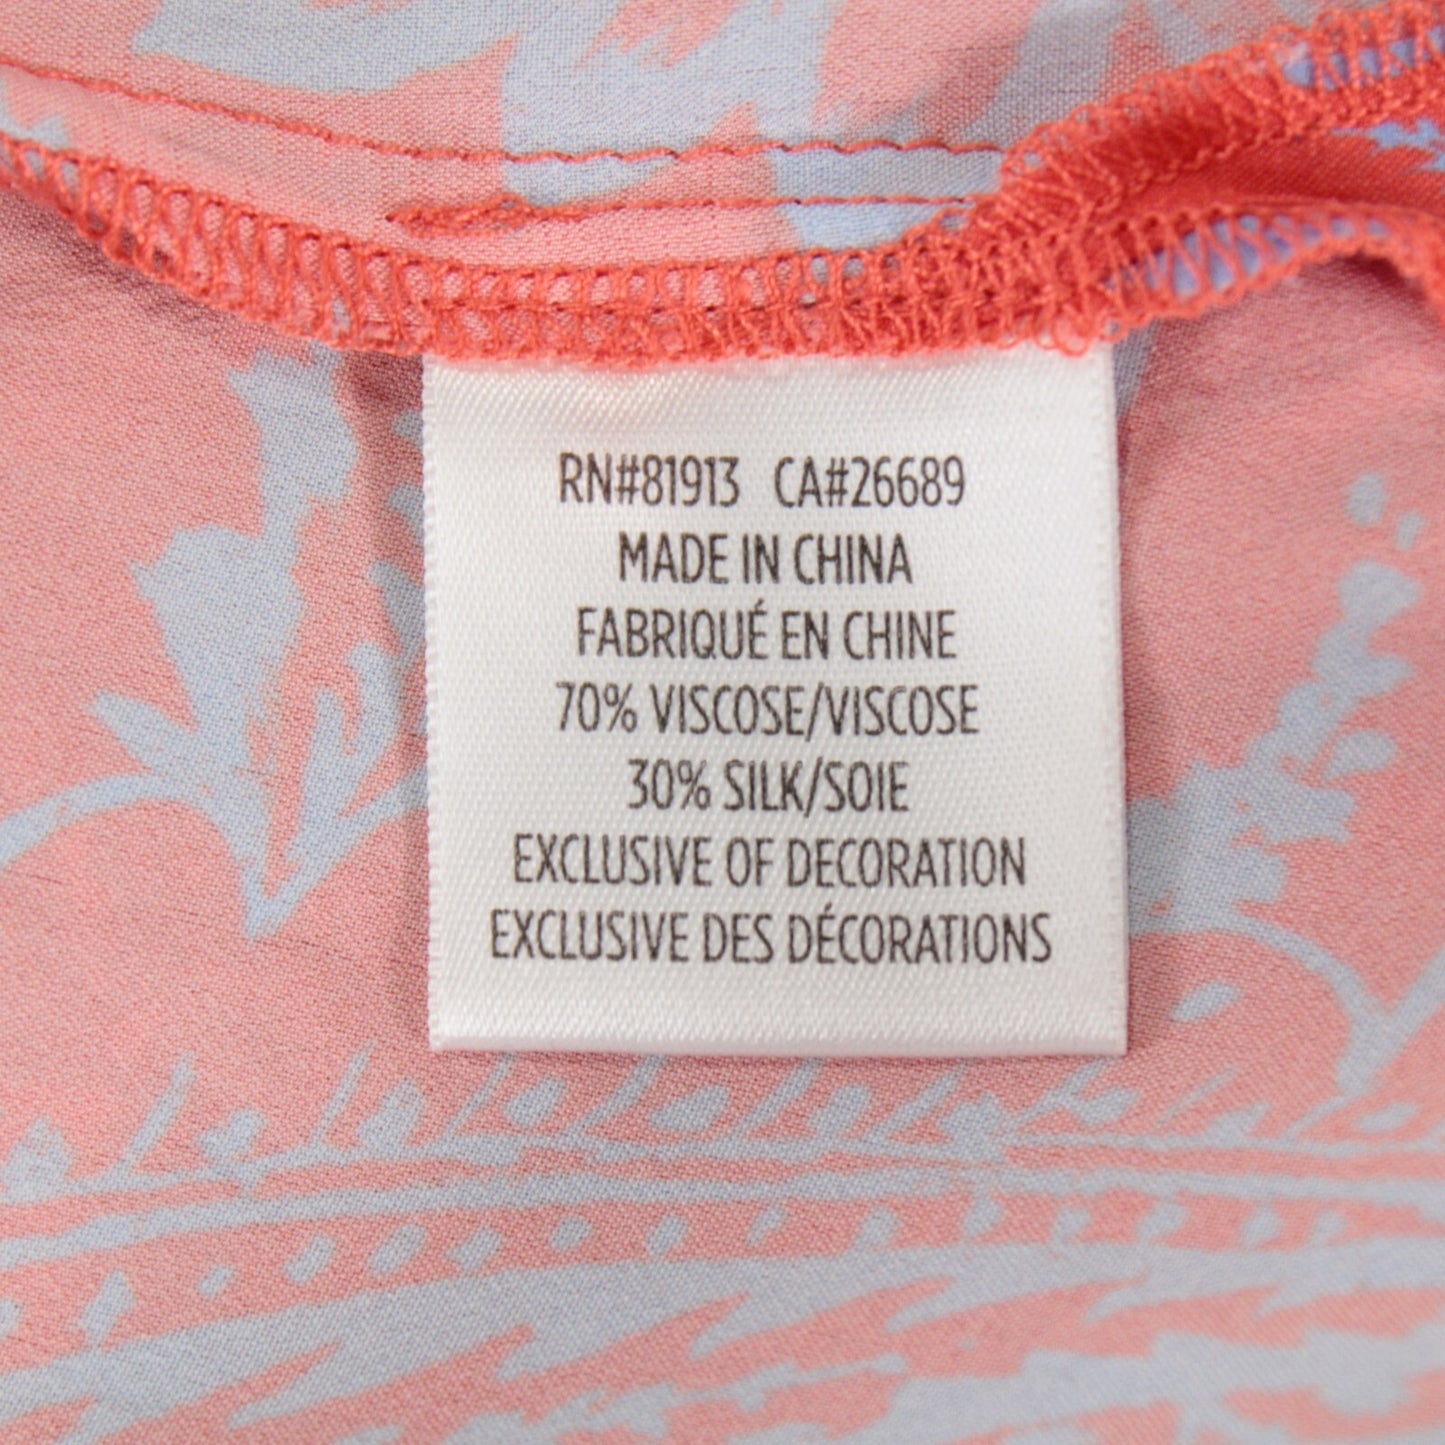 RN#81913 CA#26689
MADE IN CHINA
FABRIQUÉ EN CHINE
70% VISCOSE/VISCOSE
30% SILK/SOIE
EXCLUSIVE OF DECORATION
EXCLUSIVE DES DÉCORATIONS